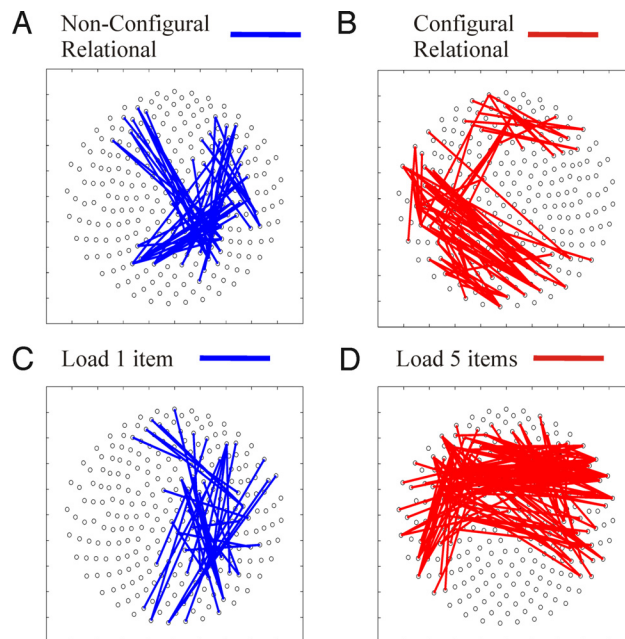 A
Non-Configural
Relational
B
Configural
Relational
C
Load 1 item
D
Load 5 items